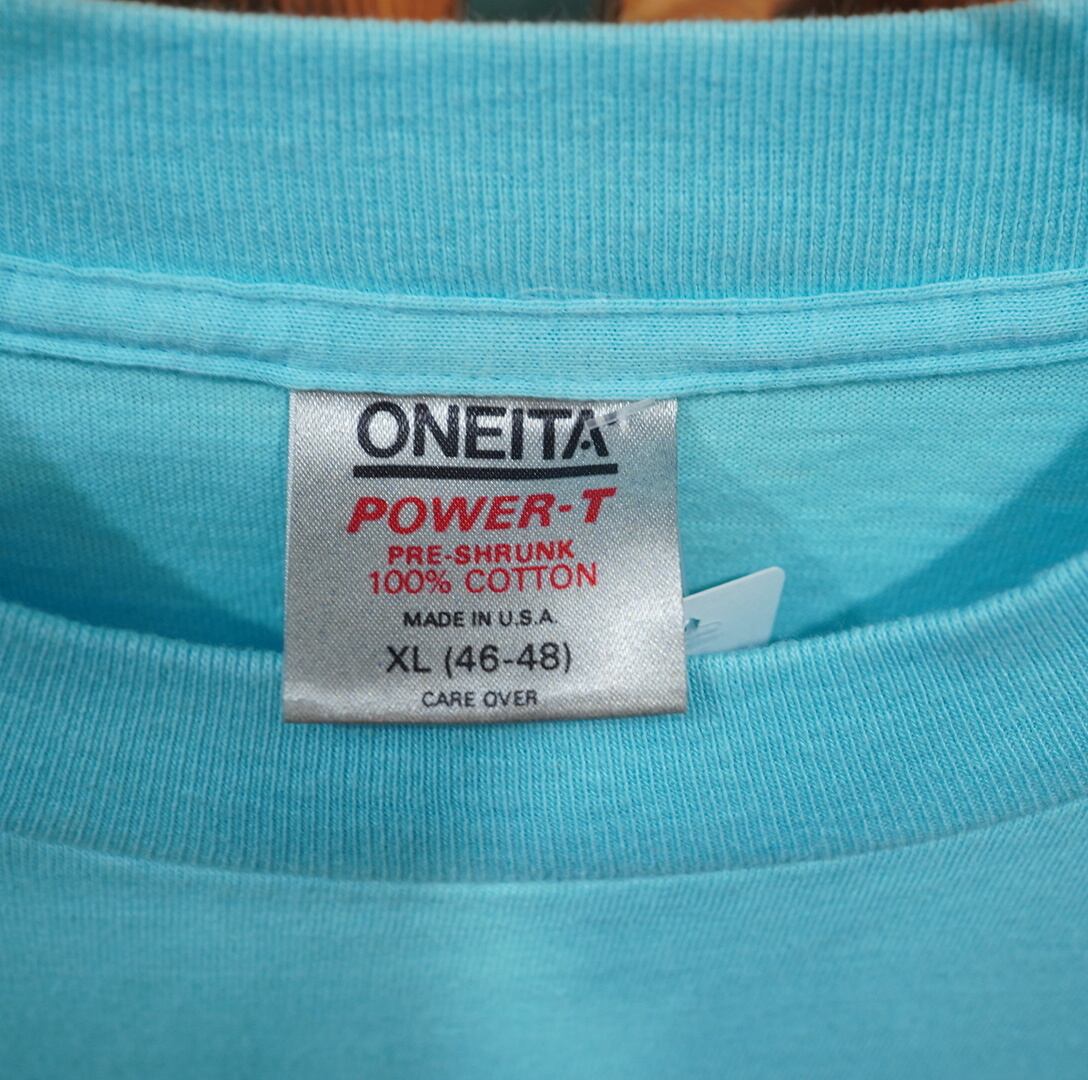 ONEITA
POWER-T
PRE-SHRUNK
100% COTTON
MADE IN U.S.A.
XL (46-48)
CARE OVER